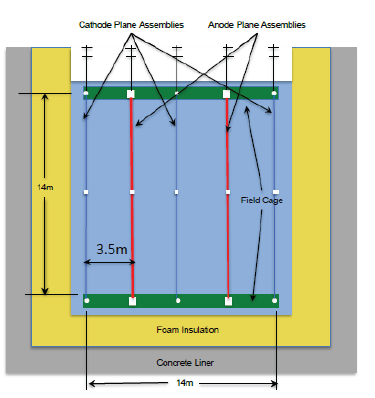 Cathode Plane Assemblies
Anode Plane Assemblies
14m
Field Cage
3.5m
Foam Insulation
Concrete Liner
14m